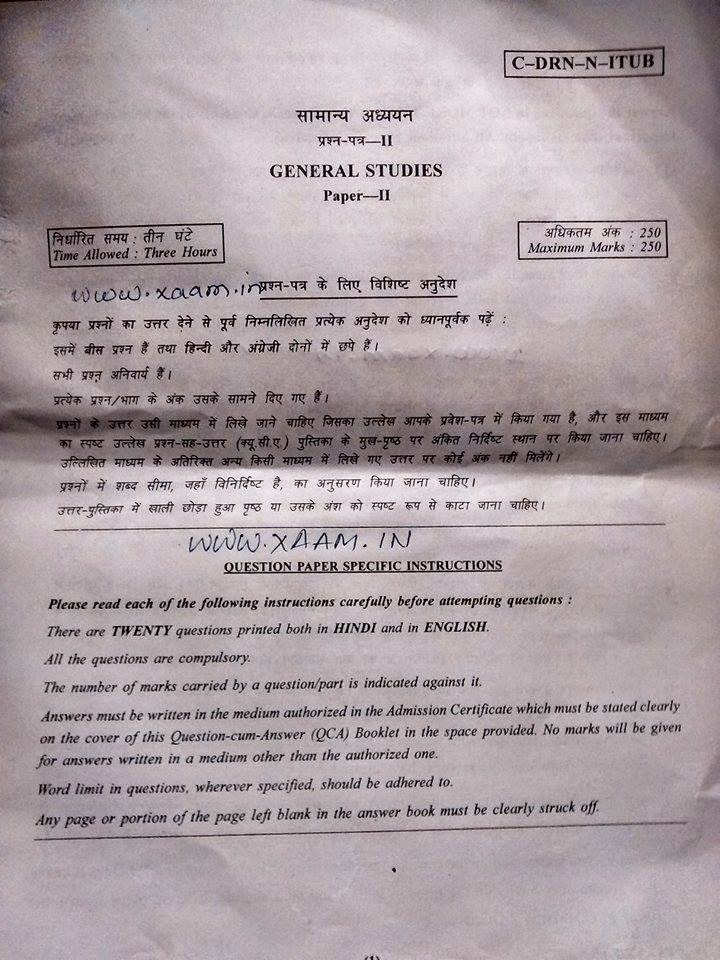 C–DRN–N–ITUB
सामान्य अध्ययन
प्रश्न-पत्र—II
GENERAL STUDIES
Paper—II
निर्धारित समय : तीन घंटे
Time Allowed : Three Hours
अधिकतम अंक : 250
Maximum Marks : 250
www.xaam.in
प्रश्न-पत्र के लिए विशिष्ट अनुदेश
कृपया प्रश्नों का उत्तर देने से पूर्व निम्नलिखित प्रत्येक अनुदेश को ध्यानपूर्वक पढ़ें :
इसमें बीस प्रश्न हैं तथा हिन्दी और अंग्रेजी दोनों में छपे हैं।
सभी प्रश्न अनिवार्य हैं।
प्रत्येक प्रश्न/भाग के अंक उसके सामने दिए गए हैं।
प्रश्नों के उत्तर उसी माध्यम में लिखे जाने चाहिए जिसका उल्लेख आपके प्रवेश-पत्र में किया गया है, और इस माध्यम
का स्पष्ट उल्लेख प्रश्न-सह-उत्तर (क्यू.सी.ए.) पुस्तिका के मुख-पृष्ठ पर अंकित निर्दिष्ट स्थान पर किया जाना चाहिए।
उल्लिखित माध्यम के अतिरिक्त अन्य किसी माध्यम में लिखे गए उत्तर पर कोई अंक नहीं मिलेंगे।
प्रश्नों में शब्द सीमा, जहाँ विनिर्दिष्ट है, का अनुसरण किया जाना चाहिए।
उत्तर-पुस्तिका में खाली छोड़ा हुआ पृष्ठ या उसके अंश को स्पष्ट रूप से काटा जाना चाहिए।
WWW.XAAM.IN
QUESTION PAPER SPECIFIC INSTRUCTIONS
Please read each of the following instructions carefully before attempting questions :
There are TWENTY questions printed both in HINDI and in ENGLISH.
All the questions are compulsory.
The number of marks carried by a question/part is indicated against it.
Answers must be written in the medium authorized in the Admission Certificate which must be stated clearly
on the cover of this Question-cum-Answer (QCA) Booklet in the space provided. No marks will be given
for answers written in a medium other than the authorized one.
Word limit in questions, wherever specified, should be adhered to.
Any page or portion of the page left blank in the answer book must be clearly struck off.
(1)